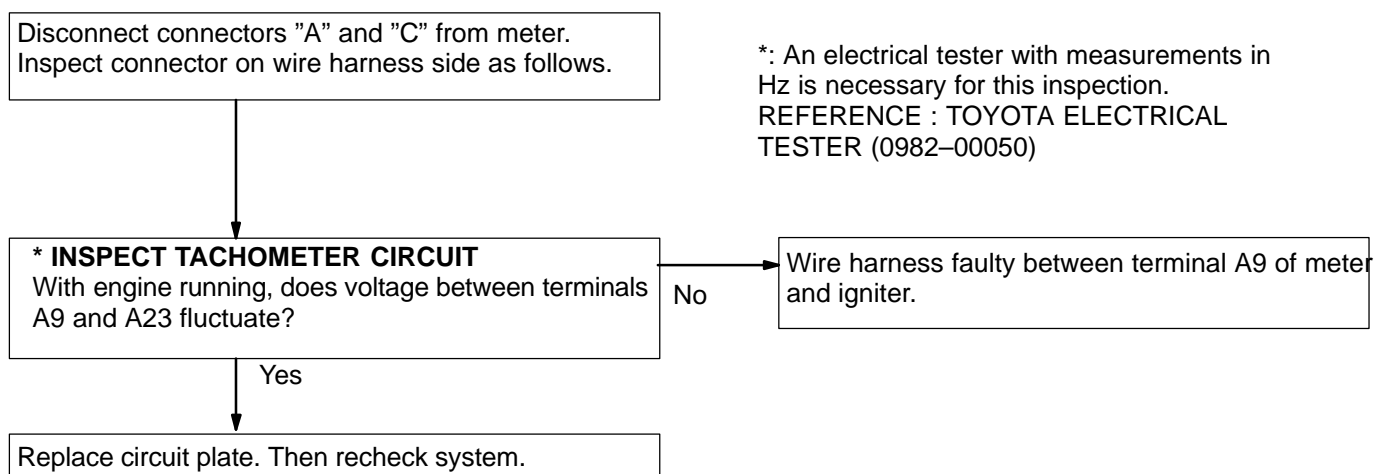 Disconnect connectors ”A” and ”C” from meter.
Inspect connector on wire harness side as follows.
*: An electrical tester with measurements in
Hz is necessary for this inspection.
REFERENCE : TOYOTA ELECTRICAL
TESTER (0982–00050)
* INSPECT TACHOMETER CIRCUIT
With engine running, does voltage between terminals
A9 and A23 fluctuate?
No
Wire harness faulty between terminal A9 of meter
and igniter.
Yes
Replace circuit plate. Then recheck system.